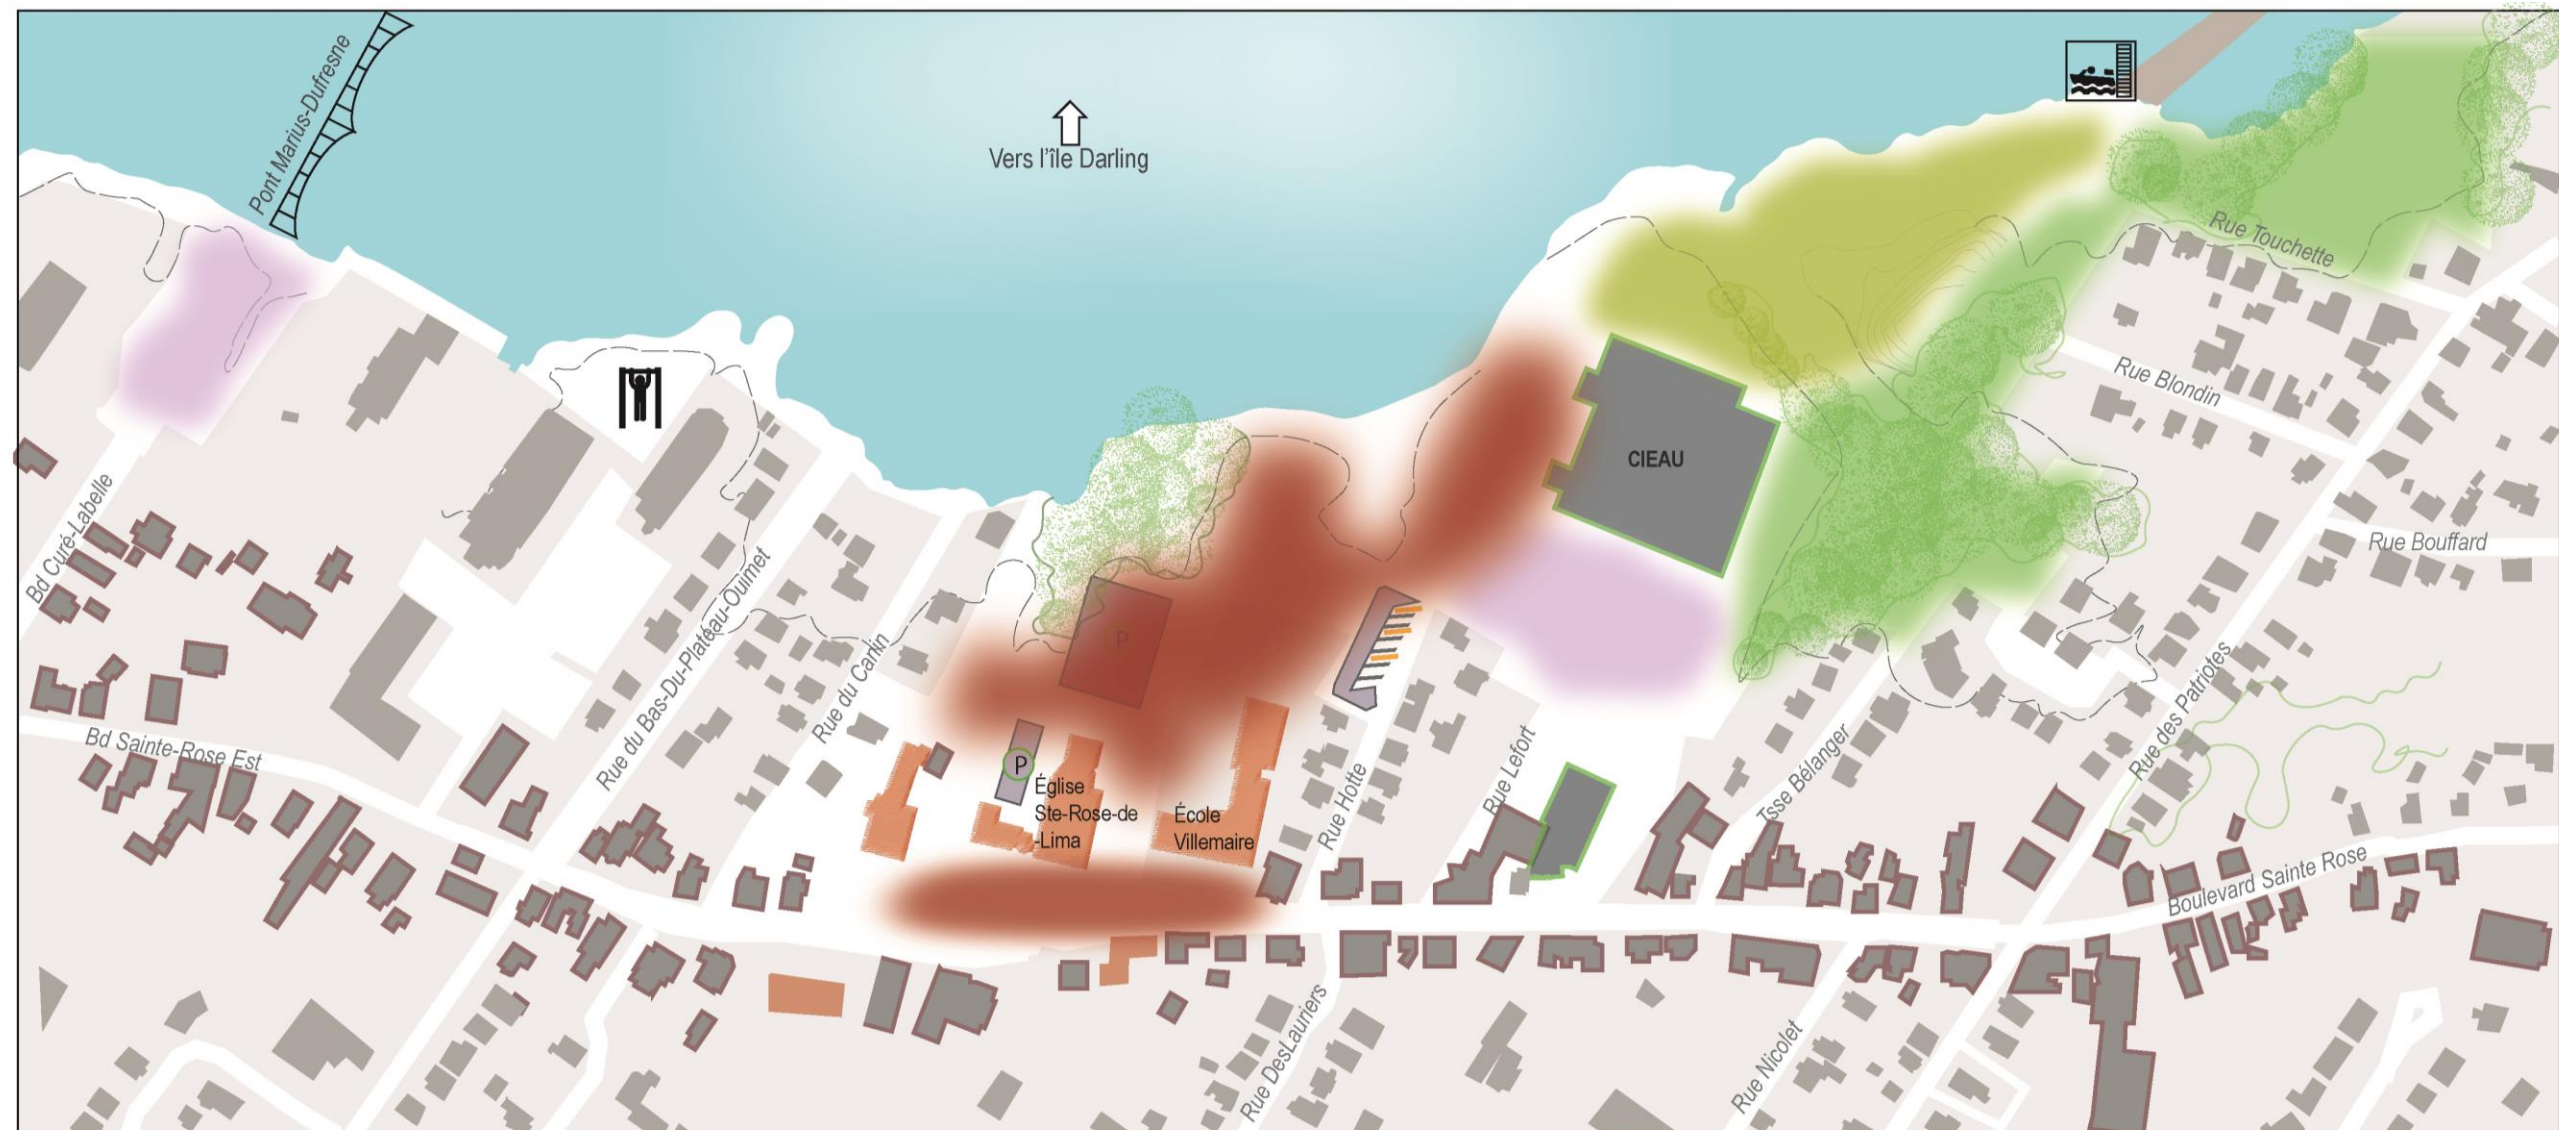 Pont Marius-Dufresne
Vers l'île Darling
Rue Touchette
Rue Blondin
CIEAU
Bd Curé-Labelle
Rue Bouffard
Rue du Bas-Du-Plateau-Ouimet
P
Rue du Carlin
Rue des Patriotes
Bd Sainte-Rose Est
P
Église
Ste-Rose-de
-Lima
École
Villemaire
Rue Hotte
Rue Lefort
Tsse Bélanger
Boulevard Sainte Rose
Rue DesLauriers
Rue Nicolet